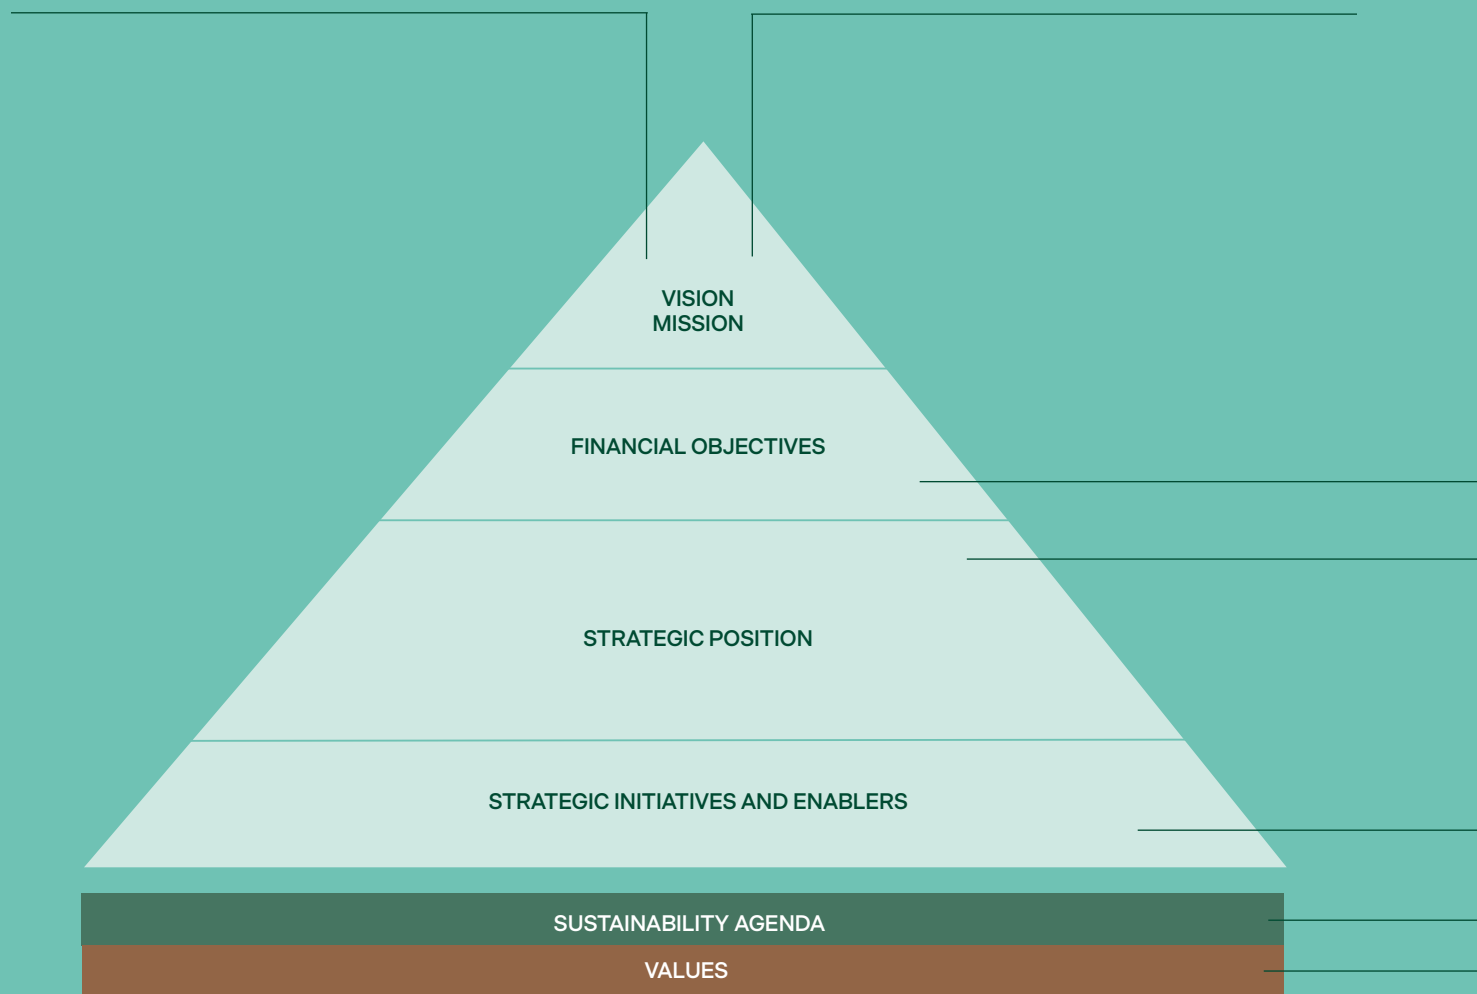 VISION
MISSION
FINANCIAL OBJECTIVES
STRATEGIC POSITION
STRATEGIC INITIATIVES AND ENABLERS
SUSTAINABILITY AGENDA
VALUES